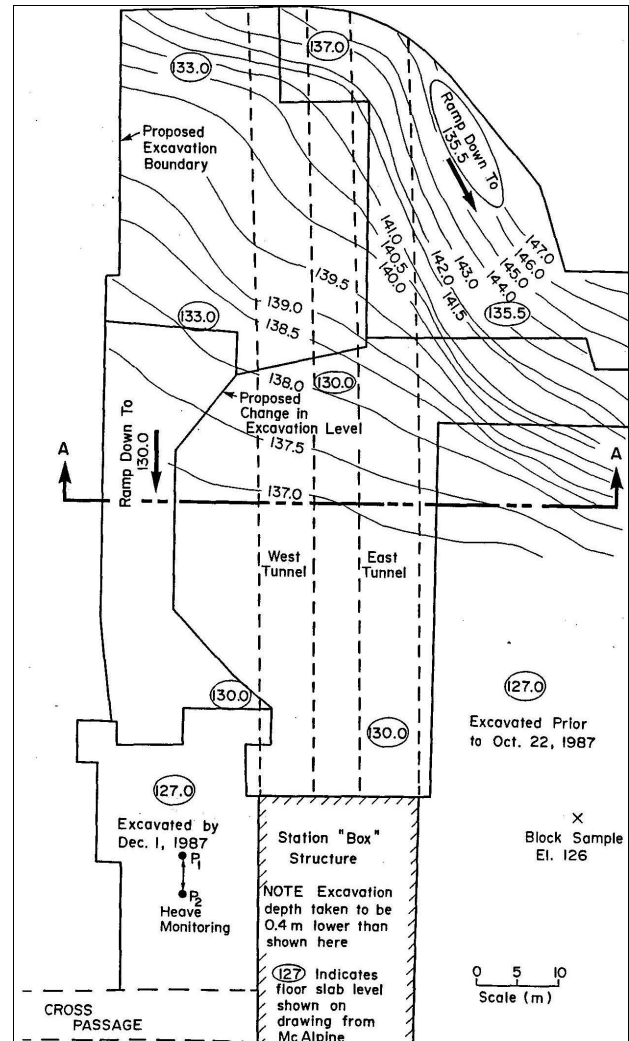 137.0
133.0
Ramp Down To
135.5
Proposed
Excavation
Boundary
141.0
140.5
140.0
147.0
146.0
145.0
144.0
143.0
142.0
141.5
139.5
139.0
138.5
133.0
135.5
138.0
130.0
Proposed
Change in
Excavation Level
Ramp Down To
130.0
137.5
A
A
137.0
West
Tunnel
East
Tunnel
130.0
127.0
Excavated Prior
to Oct. 22, 1987
130.0
127.0
Excavated by
Dec. 1, 1987
P1
P2
Heave
Monitoring
Station "Box"
Structure
Block Sample
El. 126
NOTE Excavation
depth taken to be
0.4 m lower than
shown here
127 Indicates
floor slab level
shown on
drawing from
McAlpine
0 5 10
Scale (m)
CROSS
PASSAGE